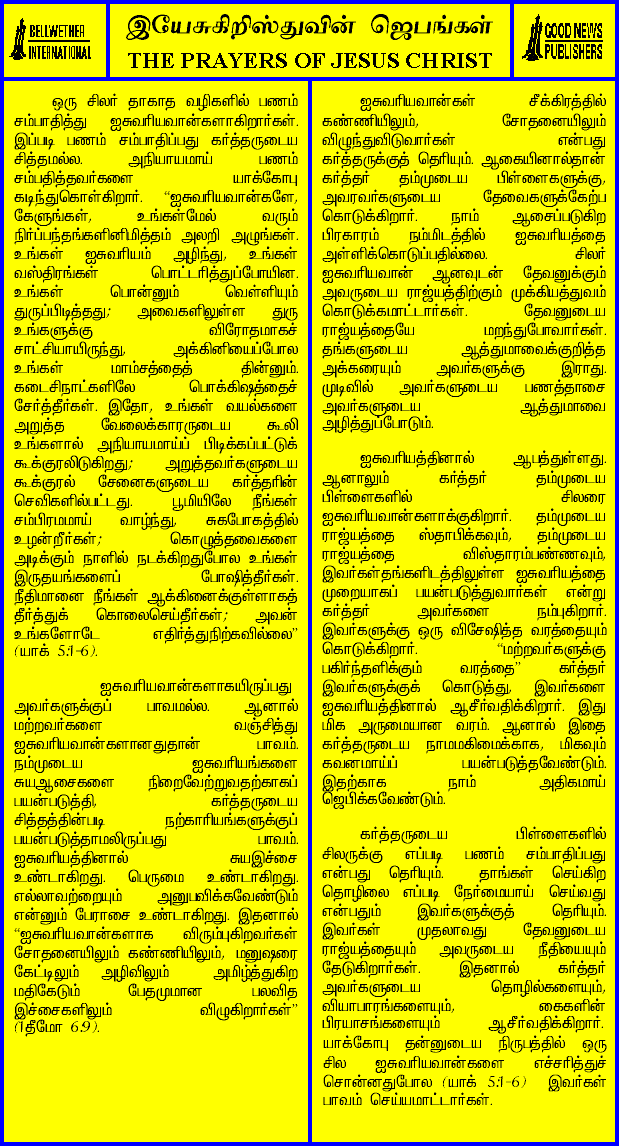 BELLWETHER
INTERNATIONAL
இயேசுகிறிஸ்துவின் ஜெபங்கள்
THE PRAYERS OF JESUS CHRIST
GOOD NEWS
PUBLISHERS
ஒரு சிலர் தாகாத வழிகளில் பணம்
சம்பாதித்து ஐசுவரியவான்களாகிறார்கள்.
இப்படி பணம் சம்பாதிப்பது கர்த்தருடைய
சித்தமல்ல. அநியாயமாய் பணம்
சம்பதித்தவர்களை யாக்கோபு
கடிந்துகொள்கிறார். “ஐசுவரியவான்களே,
கேளுங்கள், உங்கள்மேல் வரும்
நிர்ப்பந்தங்களினிமித்தம் அலறி அழுங்கள்.
உங்கள் ஐசுவரியம் அழிந்து, உங்கள்
வஸ்திரங்கள் பொட்டரித்துப்போயின.
உங்கள் பொன்னும் வெள்ளியும்
துருப்பிடித்தது; அவைகளிலுள்ள துரு
உங்களுக்கு விரோதமாகச்
சாட்சியாயிருந்து, அக்கினியைப்போல
உங்கள் மாம்சத்தைத் தின்னும்.
கடைசிநாட்களிலே பொக்கிஷத்தைச்
சேர்த்தீர்கள். இதோ, உங்கள் வயல்களை
அறுத்த வேலைக்காரருடைய கூலி
உங்களால் அநியாயமாய்ப் பிடிக்கப்பட்டுக்
கூக்குரலிடுகிறது; அறுத்தவர்களுடைய
கூக்குரல் சேனைகளுடைய கர்த்தரின்
செவிகளில்பட்டது. பூமியிலே நீங்கள்
சம்பிரமமாய் வாழ்ந்து, சுகபோகத்தில்
உழன்றீர்கள்; கொழுத்தவைகளை
அடிக்கும் நாளில் நடக்கிறதுபோல உங்கள்
இருதயங்களைப் போஷித்தீர்கள்.
நீதிமானை நீங்கள் ஆக்கினைக்குள்ளாகத்
தீர்த்துக் கொலைசெய்தீர்கள்; அவன்
உங்களோடே எதிர்த்துநிற்கவில்லை”
(யாக் 5:1-6).
ஐசுவரியவான்களாகயிருப்பது
அவர்களுக்குப் பாவமல்ல. ஆனால்
மற்றவர்களை வஞ்சித்து
ஐசுவரியவான்களானதுதான் பாவம்.
நம்முடைய ஐசுவரியங்களை
சுயஆசைகளை நிறைவேற்றுவதற்காகப்
பயன்படுத்தி, கர்த்தருடைய
சித்தத்தின்படி நற்காரியங்களுக்குப்
பயன்படுத்தாமலிருப்பது பாவம்.
ஐசுவரியத்தினால் சுயஇச்சை
உண்டாகிறது. பெருமை உண்டாகிறது.
எல்லாவற்றையும் அனுபவிக்கவேண்டும்
என்னும் பேராசை உண்டாகிறது. இதனால்
“ஐசுவரியவான்களாக விரும்புகிறவர்கள்
சோதனையிலும் கண்ணியிலும், மனுஷரை
கேட்டிலும் அழிவிலும் அமிழ்த்துகிற
மதிகேடும் பேதமுமான பலவித
இச்சைகளிலும் விழுகிறார்கள்”
(1தீமோ 6:9).
ஐசுவரியவான்கள் சீக்கிரத்தில்
கண்ணியிலும், சோதனையிலும்
விழுந்துவிடுவார்கள் என்பது
கர்த்தருக்குத் தெரியும். ஆகையினால்தான்
கர்த்தர் தம்முடைய பிள்ளைகளுக்கு,
அவரவர்களுடைய தேவைகளுக்கேற்ப
கொடுக்கிறார். நாம் ஆசைப்படுகிற
பிரகாரம் நம்மிடத்தில் ஐசுவரியத்தை
அள்ளிக்கொடுப்பதில்லை. சிலர்
ஐசுவரியவான் ஆனவுடன் தேவனுக்கும்
அவருடைய ராஜ்யத்திற்கும் முக்கியத்துவம்
கொடுக்கமாட்டார்கள். தேவனுடைய
ராஜ்யத்தையே மறந்துபோவார்கள்.
தங்களுடைய ஆத்துமாவைக்குறித்த
அக்கரையும் அவர்களுக்கு இராது.
முடிவில் அவர்களுடைய பணத்தாசை
அவர்களுடைய ஆத்துமாவை
அழித்துப்போடும்.
ஐசுவரியத்தினால் ஆபத்துள்ளது.
ஆனாலும் கர்த்தர் தம்முடைய
பிள்ளைகளில் சிலரை
ஐசுவரியவான்களாக்குகிறார். தம்முடைய
ராஜ்யத்தை ஸ்தாபிக்கவும், தம்முடைய
ராஜ்யத்தை விஸ்தாரம்பண்ணவும்,
இவர்கள்தங்களிடத்திலுள்ள ஐசுவரியத்தை
முறையாகப் பயன்படுத்துவார்கள் என்று
கர்த்தர் அவர்களை நம்புகிறார்.
இவர்களுக்கு ஒரு விசேஷித்த வரத்தையும்
கொடுக்கிறார். “மற்றவர்களுக்கு
பகிர்ந்தளிக்கும் வரத்தை” கர்த்தர்
இவர்களுக்குக் கொடுத்து, இவர்களை
ஐசுவரியத்தினால் ஆசீர்வதிக்கிறார். இது
மிக அருமையான வரம். ஆனால் இதை
கர்த்தருடைய நாமமகிமைக்காக, மிகவும்
கவனமாய்ப் பயன்படுத்தவேண்டும்.
இதற்காக நாம் அதிகமாய்
ஜெபிக்கவேண்டும்.
கர்த்தருடைய பிள்ளைகளில்
சிலருக்கு எப்படி பணம் சம்பாதிப்பது
என்பது தெரியும். தாங்கள் செய்கிற
தொழிலை எப்படி நேர்மையாய் செய்வது
என்பதும் இவர்களுக்குத் தெரியும்.
இவர்கள் முதலாவது தேவனுடைய
ராஜ்யத்தையும் அவருடைய நீதியையும்
தேடுகிறார்கள். இதனால் கர்த்தர்
அவர்களுடைய தொழில்களையும்,
வியாபாரங்களையும், கைகளின்
பிரயாசங்களையும் ஆசீர்வதிக்கிறார்.
யாக்கோபு தன்னுடைய நிருபத்தில் ஒரு
சில ஐசுவரியவான்களை எச்சரித்துச்
சொன்னதுபோல (யாக் 5:1-6) இவர்கள்
பாவம் செய்யமாட்டார்கள்.